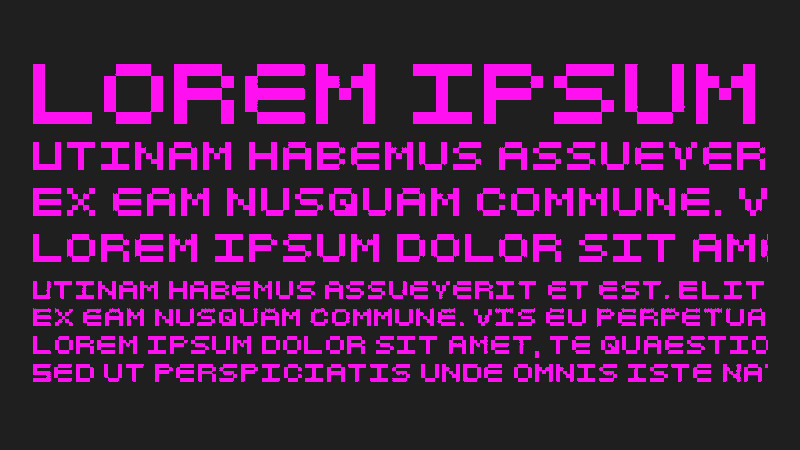 LOREM IPSUM
UTINAM HABEMUS ASSUEVER
EX EAM NUSQUAM COMMUNE. V
LOREM IPSUM DOLOR SIT AM
UTINAM HABEMUS ASSUEVERIT ET EST. ELIT
EX EAM NUSQUAM COMMUNE. VIS EU PERPETUA
LOREM IPSUM DOLOR SIT AMET, TE QUAESTIO
SED UT PERSPICIATIS UNDE OMNIS ISTE NA